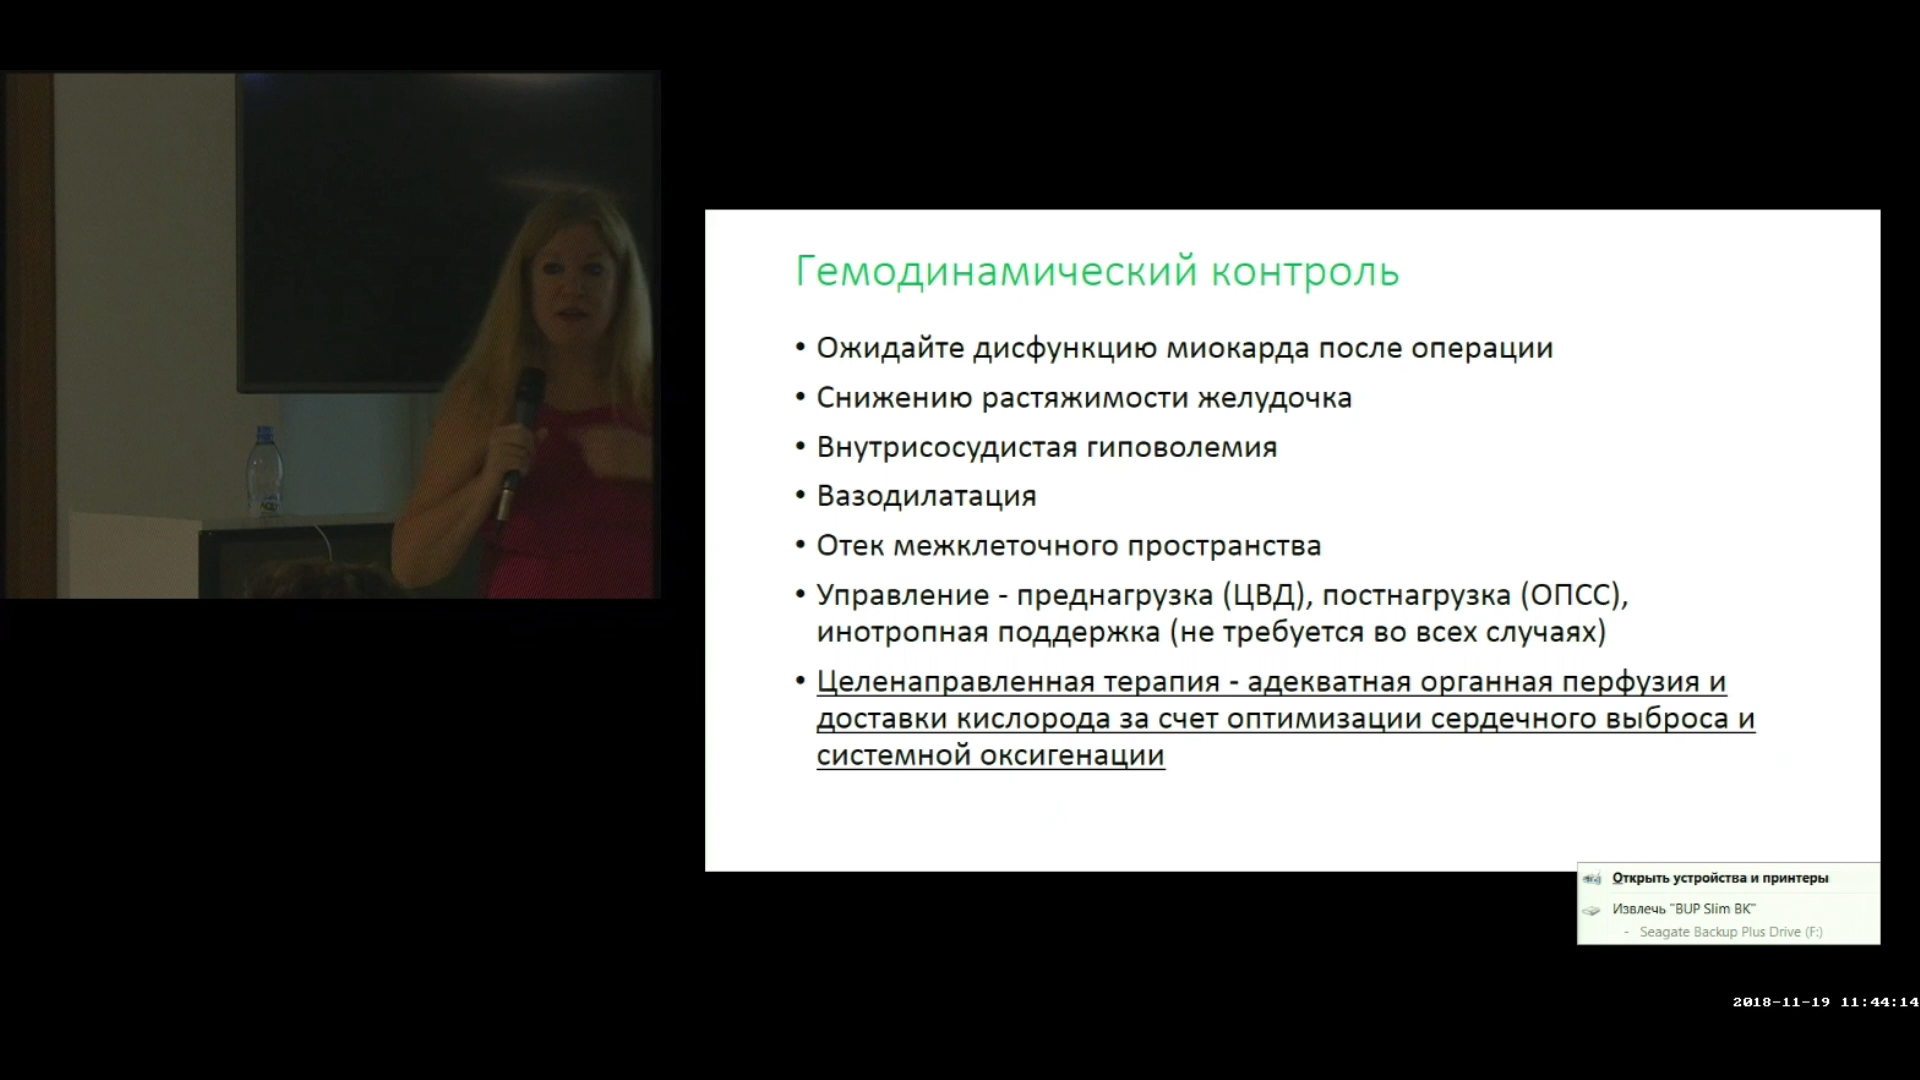 Гемодинамический контроль
• Ожидайте дисфункцию миокарда после операции
• Снижению растяжимости желудочка
• Внутрисосудистая гиповолемия
• Вазодилатация
• Отек межклеточного пространства
• Управление - преднагрузка (ЦВД), постнагрузка (ОПСС),
инотропная поддержка (не требуется во всех случаях)
• Целенаправленная терапия - адекватная органная перфузия и
доставки кислорода за счет оптимизации сердечного выброса и
системной оксигенации
Открыть устройства и принтеры
Извлечь "BUP Slim BK"
- Seagate Backup Plus Drive (F:)
2018-11-19 11:44:14